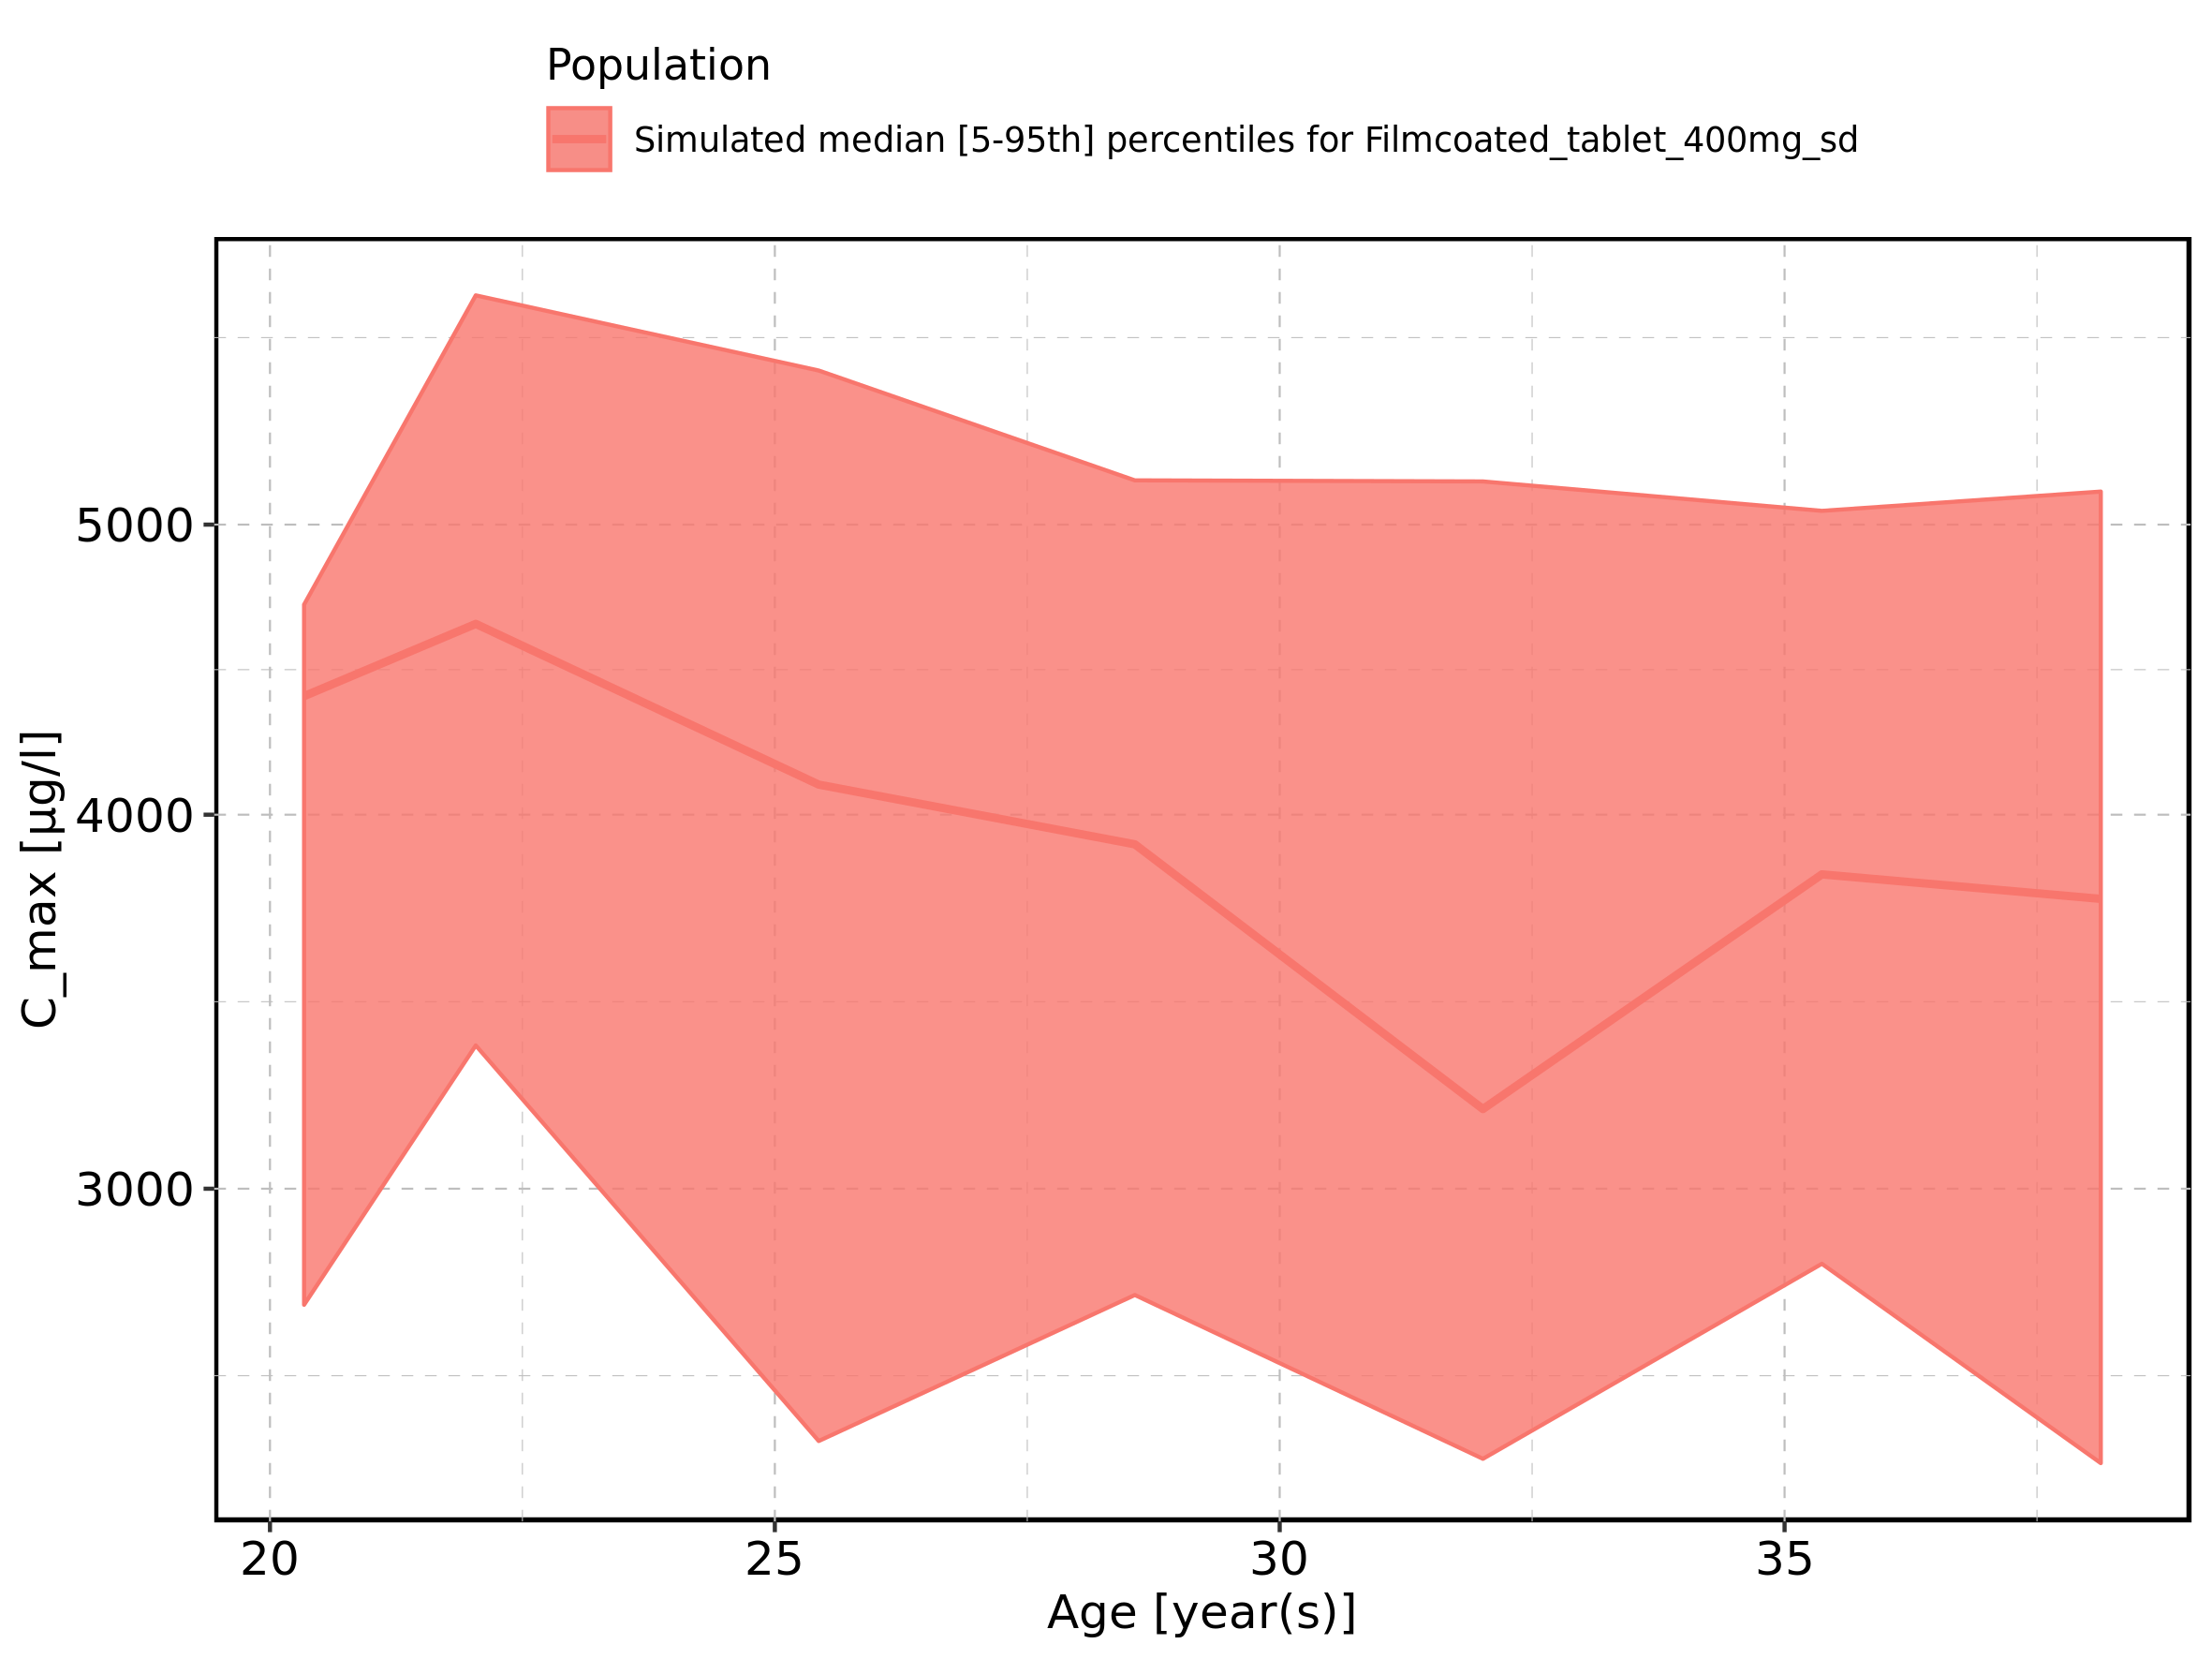 Population
Simulated median [5-95th] percentiles for Filmcoated_tablet_400mg_sd
C_max [µg/l]
5000
4000
3000
20 25 30 35
Age [year(s)]